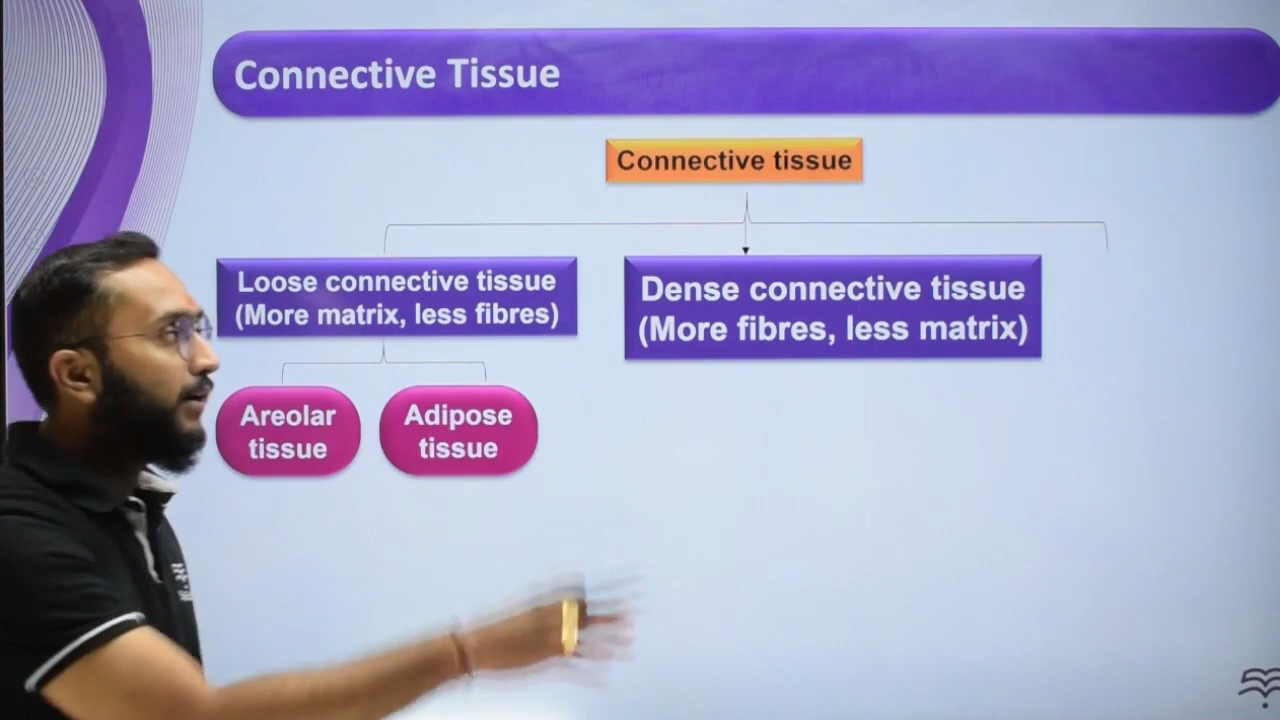 Connective Tissue
Connective tissue
Loose connective tissue
(More matrix, less fibres)
Dense connective tissue
(More fibres, less matrix)
Areolar
tissue
Adipose
tissue